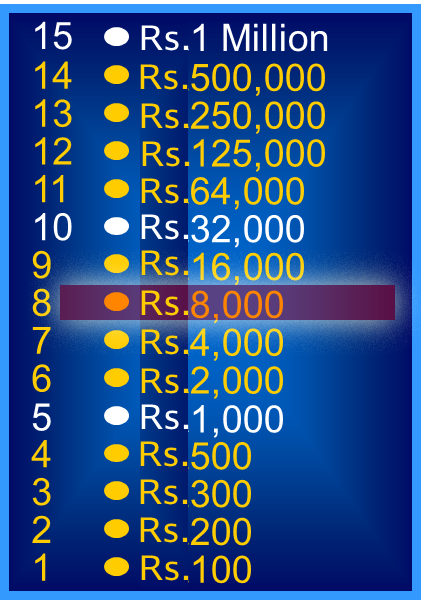 15 Rs.1 Million
14 Rs.500,000
13 Rs.250,000
12 Rs.125,000
11 Rs.64,000
10 Rs.32,000
9 Rs.16,000
8 Rs.8,000
7 Rs.4,000
6 Rs.2,000
5 Rs.1,000
4 Rs.500
3 Rs.300
2 Rs.200
1 Rs.100